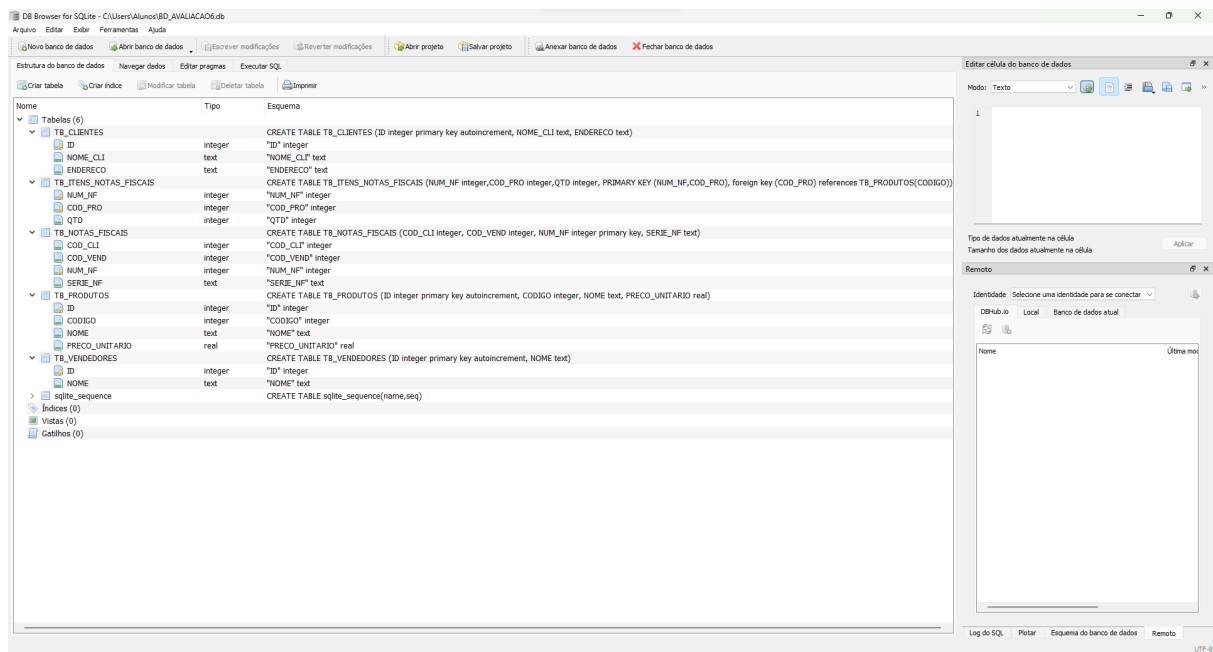 DB Browser for SQLite - C:\Users\Alunos\BD_AVALIACAO6.db
Arquivo Editar Exibir Ferramentas Ajuda
Novo banco de dados Abrir banco de dados Escrever modificações Reverter modificações Abrir projeto Salvar projeto Anexar banco de dados Fechar banco de dados
Estrutura do banco de dados Navegar dados Editar pragmas Executar SQL
Criar tabela Criar índice Modificar tabela Deletar tabela Imprimir
Nome Tipo Esquema
Tabelas (6)
TB_CLIENTES CREATE TABLE TB_CLIENTES (ID integer primary key autoincrement, NOME_CLI text, ENDERECO text)
ID integer "ID" integer
NOME_CLI text "NOME_CLI" text
ENDERECO text "ENDERECO" text
TB_ITENS_NOTAS_FISCAIS CREATE TABLE TB_ITENS_NOTAS_FISCAIS (NUM_NF integer,COD_PRO integer,QTD integer, PRIMARY KEY (NUM_NF,COD_PRO), foreign key (COD_PRO) references TB_PRODUTOS(CODIGO))
NUM_NF integer "NUM_NF" integer
COD_PRO integer "COD_PRO" integer
QTD integer "QTD" integer
TB_NOTAS_FISCAIS CREATE TABLE TB_NOTAS_FISCAIS (COD_CLI integer, COD_VEND integer, NUM_NF integer primary key, SERIE_NF text)
COD_CLI integer "COD_CLI" integer
COD_VEND integer "COD_VEND" integer
NUM_NF integer "NUM_NF" integer
SERIE_NF text "SERIE_NF" text
TB_PRODUTOS CREATE TABLE TB_PRODUTOS (ID integer primary key autoincrement, CODIGO integer, NOME text, PRECO_UNITARIO real)
ID integer "ID" integer
CODIGO integer "CODIGO" integer
NOME text "NOME" text
PRECO_UNITARIO real "PRECO_UNITARIO" real
TB_VENDEDORES CREATE TABLE TB_VENDEDORES (ID integer primary key autoincrement, NOME text)
ID integer "ID" integer
NOME text "NOME" text
sqlite_sequence CREATE TABLE sqlite_sequence(name,seq)
Índices (0)
Vistas (0)
Gatilhos (0)
Editar célula do banco de dados
Modo: Texto
1
Tipo de dados atualmente na célula
Tamanho dos dados atualmente na célula
Aplicar
Remoto
Identidade Selecione uma identidade para se conectar
DBHub.io Local Banco de dados atual
Nome Última mod
Log do SQL Plotar Esquema do banco de dados Remoto
UTF-8